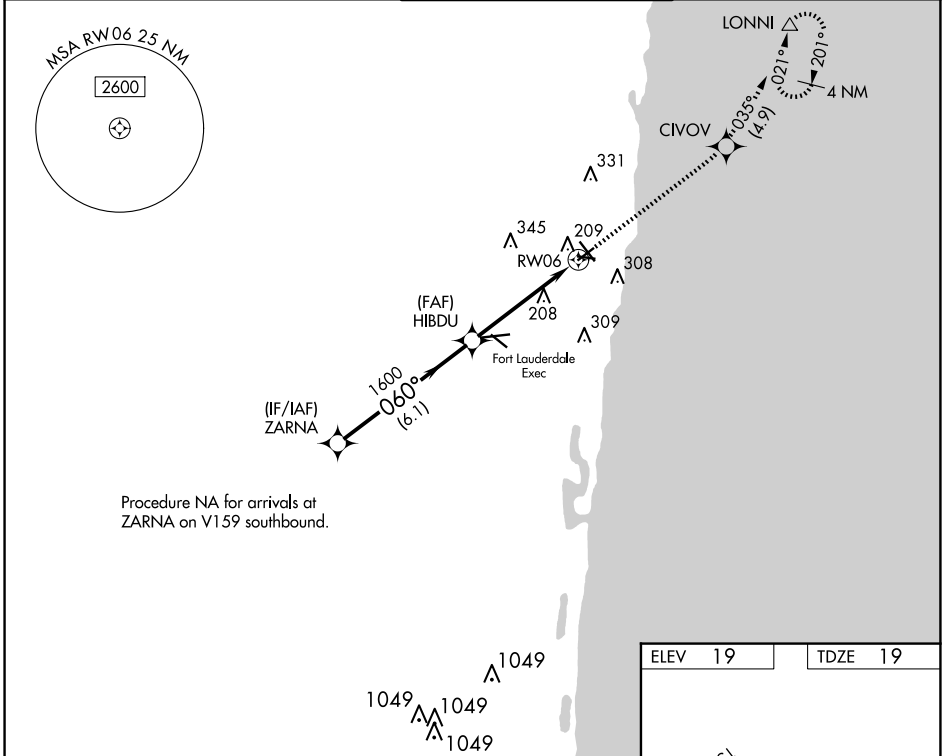 MSA RW06 25 NM
2600
LONNI
021°
201°
4 NM
035°
(4.9)
CIVOV
331
345
209
RW06
308
(FAF)
HIBDU
208
309
Fort Lauderdale
Exec
1600
060°
(6.1)
(IF/IAF)
ZARNA
Procedure NA for arrivals at
ZARNA on V159 southbound.
1049
1049
1049
1049
ELEV 19
TDZE 19